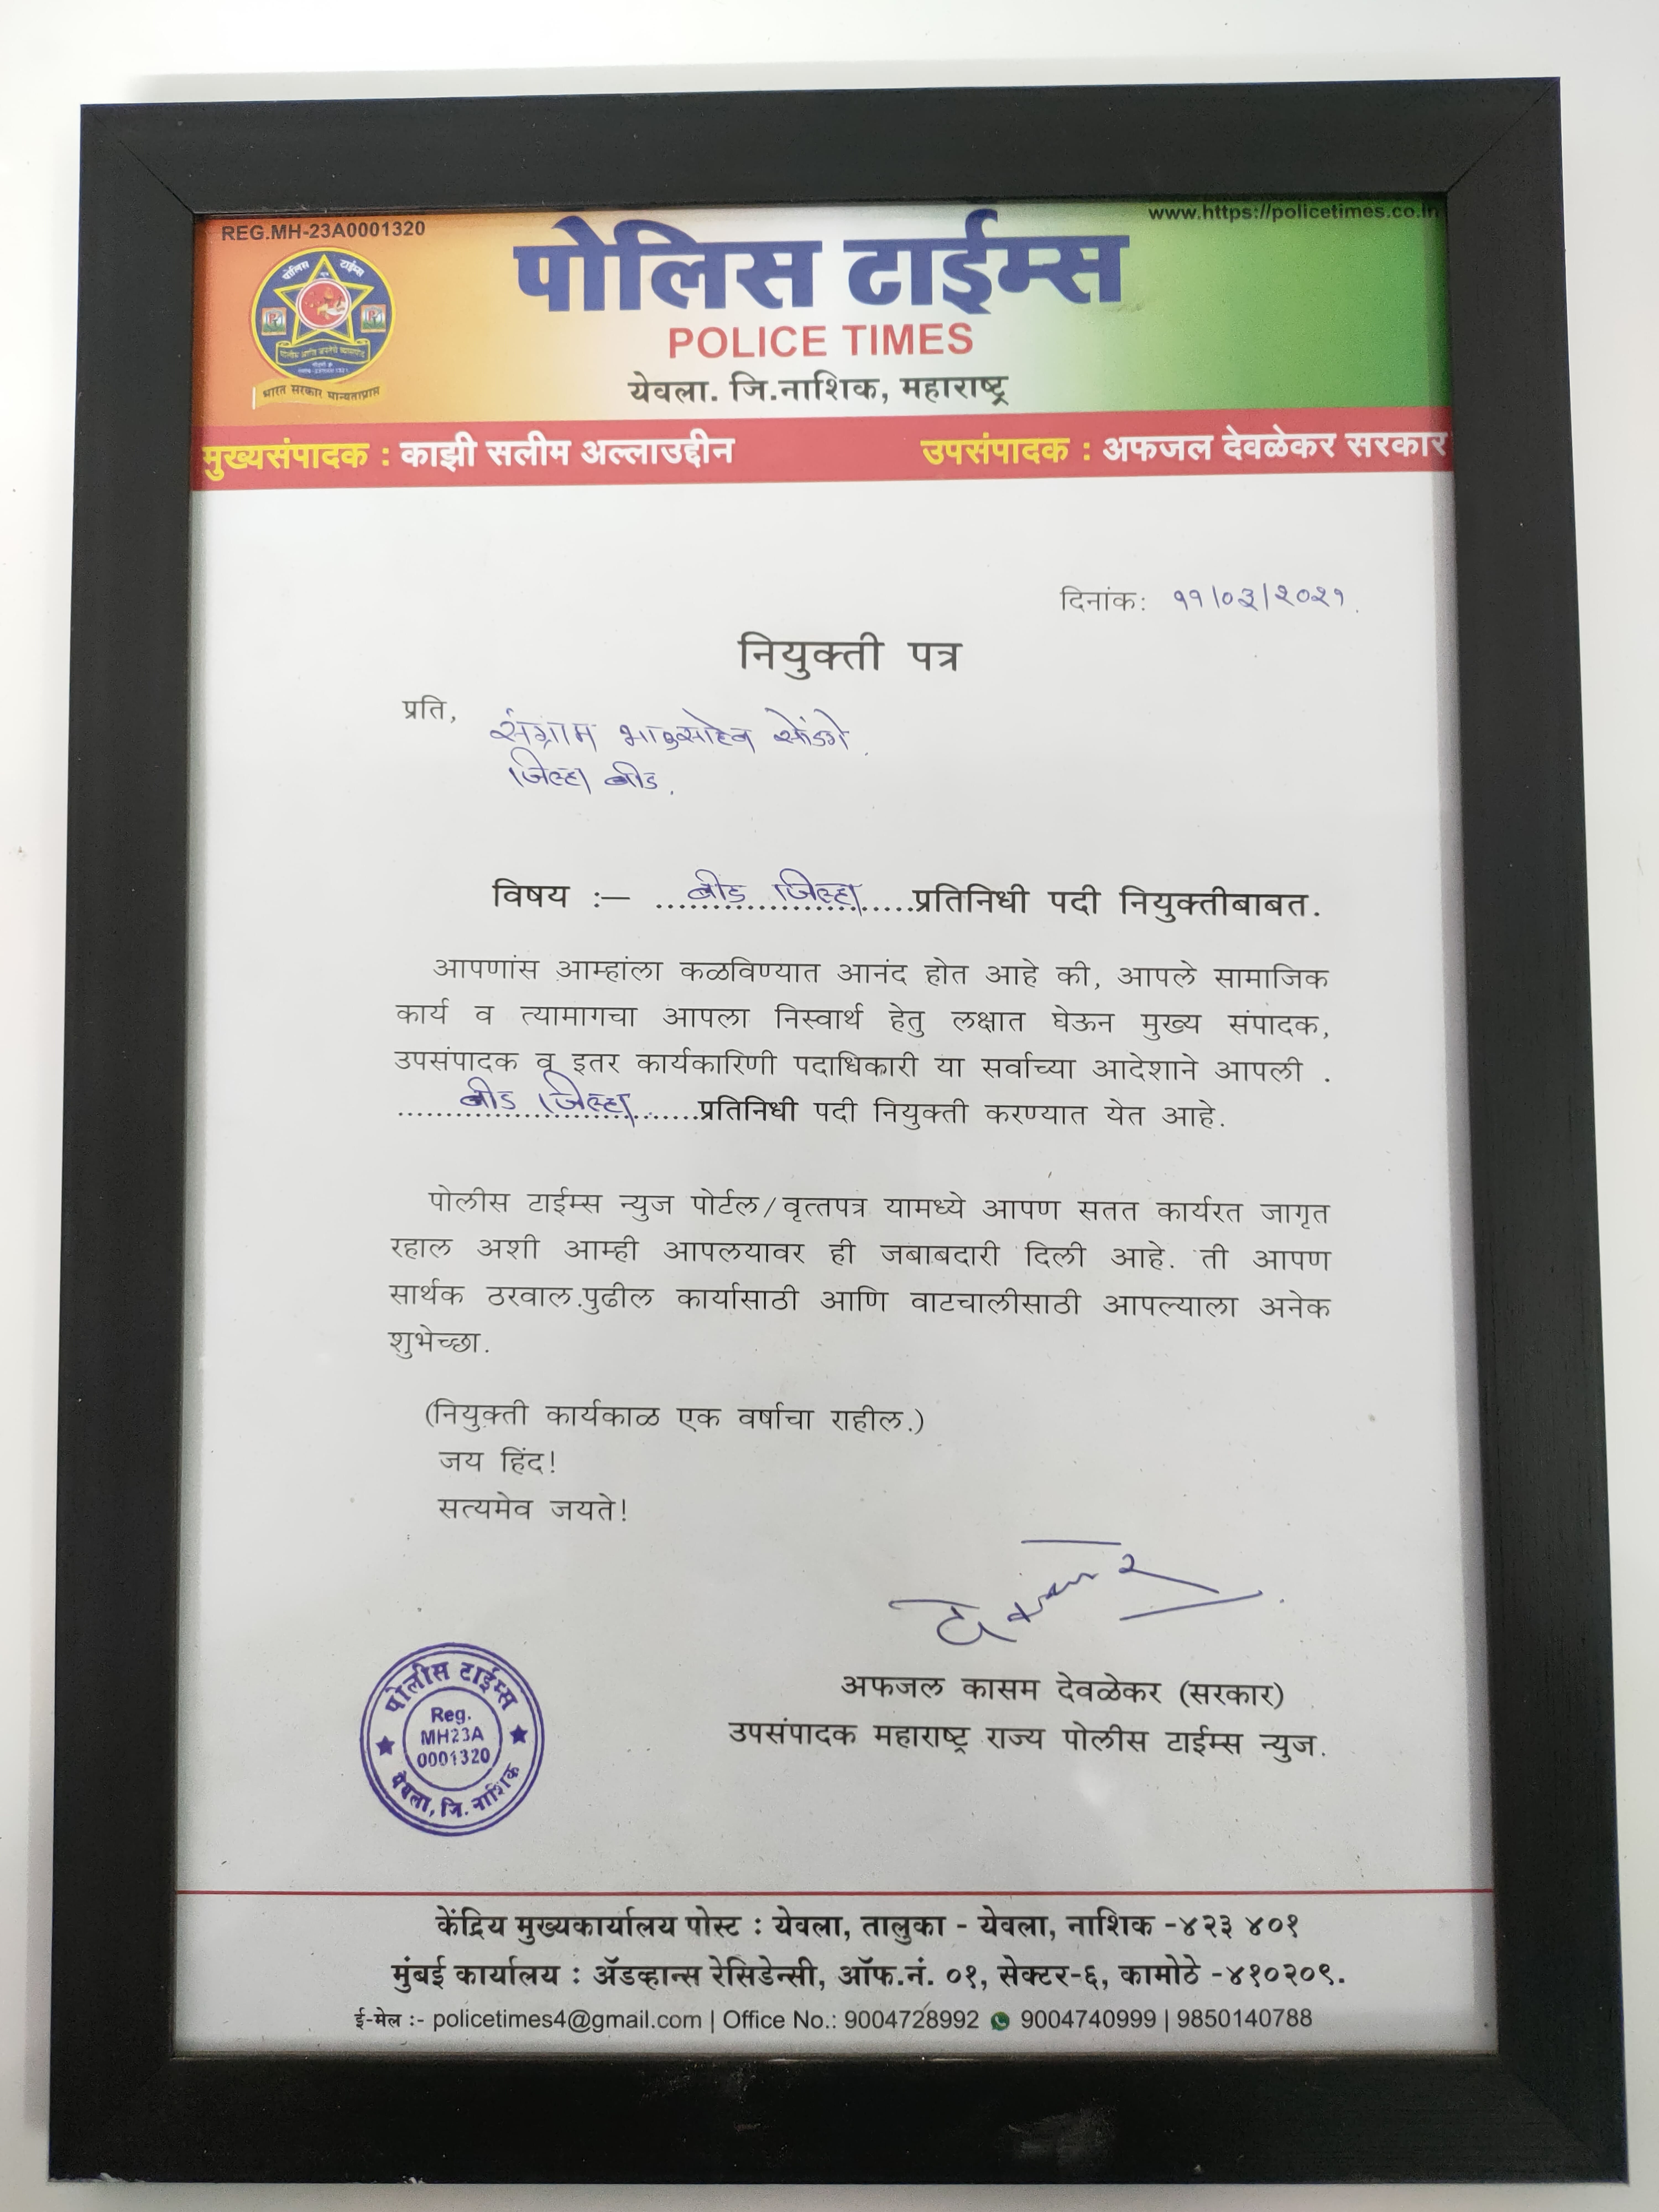 REG.MH-23A0001320
www.https://policetimes.co.in
पोलिस टाईम्स
भारत सरकार मान्यताप्राप्त
पोलिस टाईम्स
POLICE TIMES
येवला. जि.नाशिक, महाराष्ट्र
मुख्यसंपादक : काझी सलीम अल्लाउद्दीन
उपसंपादक : अफजल देवळेकर सरकार
दिनांक: ११/०३/२०२१.
नियुक्ती पत्र
प्रति,
संग्राम भाऊसाहेब
जिल्हा बीड.
विषय :– ....बीड जिल्हा.....प्रतिनिधी पदी नियुक्तीबाबत.
आपणांस आम्हांला कळविण्यात आनंद होत आहे की, आपले सामाजिक
कार्य व त्यामागचा आपला निस्वार्थ हेतु लक्षात घेऊन मुख्य संपादक,
उपसंपादक व इतर कार्यकारिणी पदाधिकारी या सर्वाच्या आदेशाने आपली .
......बीड जिल्हा......प्रतिनिधी पदी नियुक्ती करण्यात येत आहे.
पोलीस टाईम्स न्युज पोर्टल/वृत्तपत्र यामध्ये आपण सतत कार्यरत जागृत
रहाल अशी आम्ही आपलयावर ही जबाबदारी दिली आहे. ती आपण
सार्थक ठरवाल.पुढील कार्यासाठी आणि वाटचालीसाठी आपल्याला अनेक
शुभेच्छा.
(नियुक्ती कार्यकाळ एक वर्षाचा राहील.)
जय हिंद!
सत्यमेव जयते!
अफजल कासम देवळेकर (सरकार)
उपसंपादक महाराष्ट्र राज्य पोलीस टाईम्स न्युज.
पोलीस टाईम्स
Reg.
MH23A
0001320
येवला, जि. नाशिक
केंद्रिय मुख्यकार्यालय पोस्ट : येवला, तालुका - येवला, नाशिक -४२३ ४०१
मुंबई कार्यालय : ॲडव्हान्स रेसिडेन्सी, ऑफ.नं. ०१, सेक्टर-६, कामोठे -४१०२०९.
ई-मेल :- policetimes4@gmail.com | Office No.: 9004728992 9004740999 | 9850140788